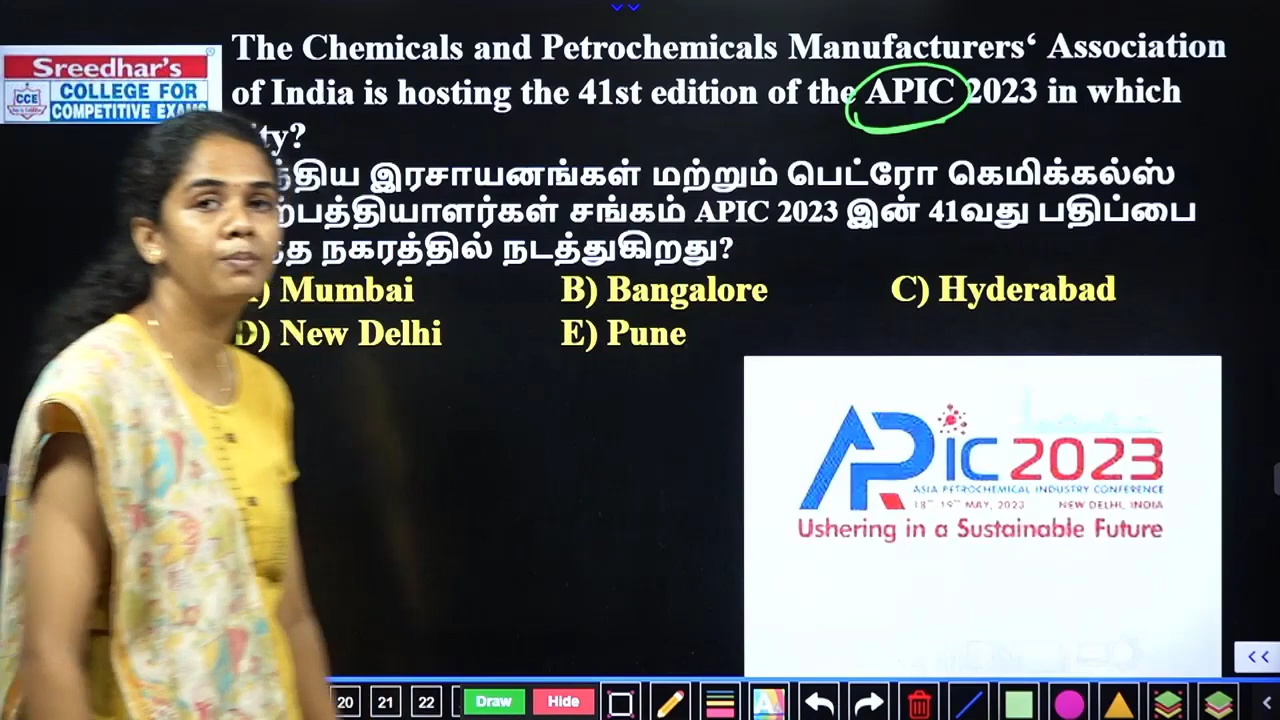 Sreedhar's
CCE
COLLEGE FOR
COMPETITIVE EXAMS
The Chemicals and Petrochemicals Manufacturers‘ Association
of India is hosting the 41st edition of the APIC 2023 in which
ty?
இரசாயனங்கள் மற்றும் பெட்ரோ கெமிக்கல்ஸ்
சங்கம் APIC 2023 இன் 41வது பதிப்பை
நகரத்தில் நடத்துகிறது?
) Mumbai B) Bangalore C) Hyderabad
D) New Delhi E) Pune
APIC 2023
ASIA PETROCHEMICAL INDUSTRY CONFERENCE
18TH-19TH MAY, 2023 NEW DELHI, INDIA
Ushering in a Sustainable Future
20 21 22 Draw Hide